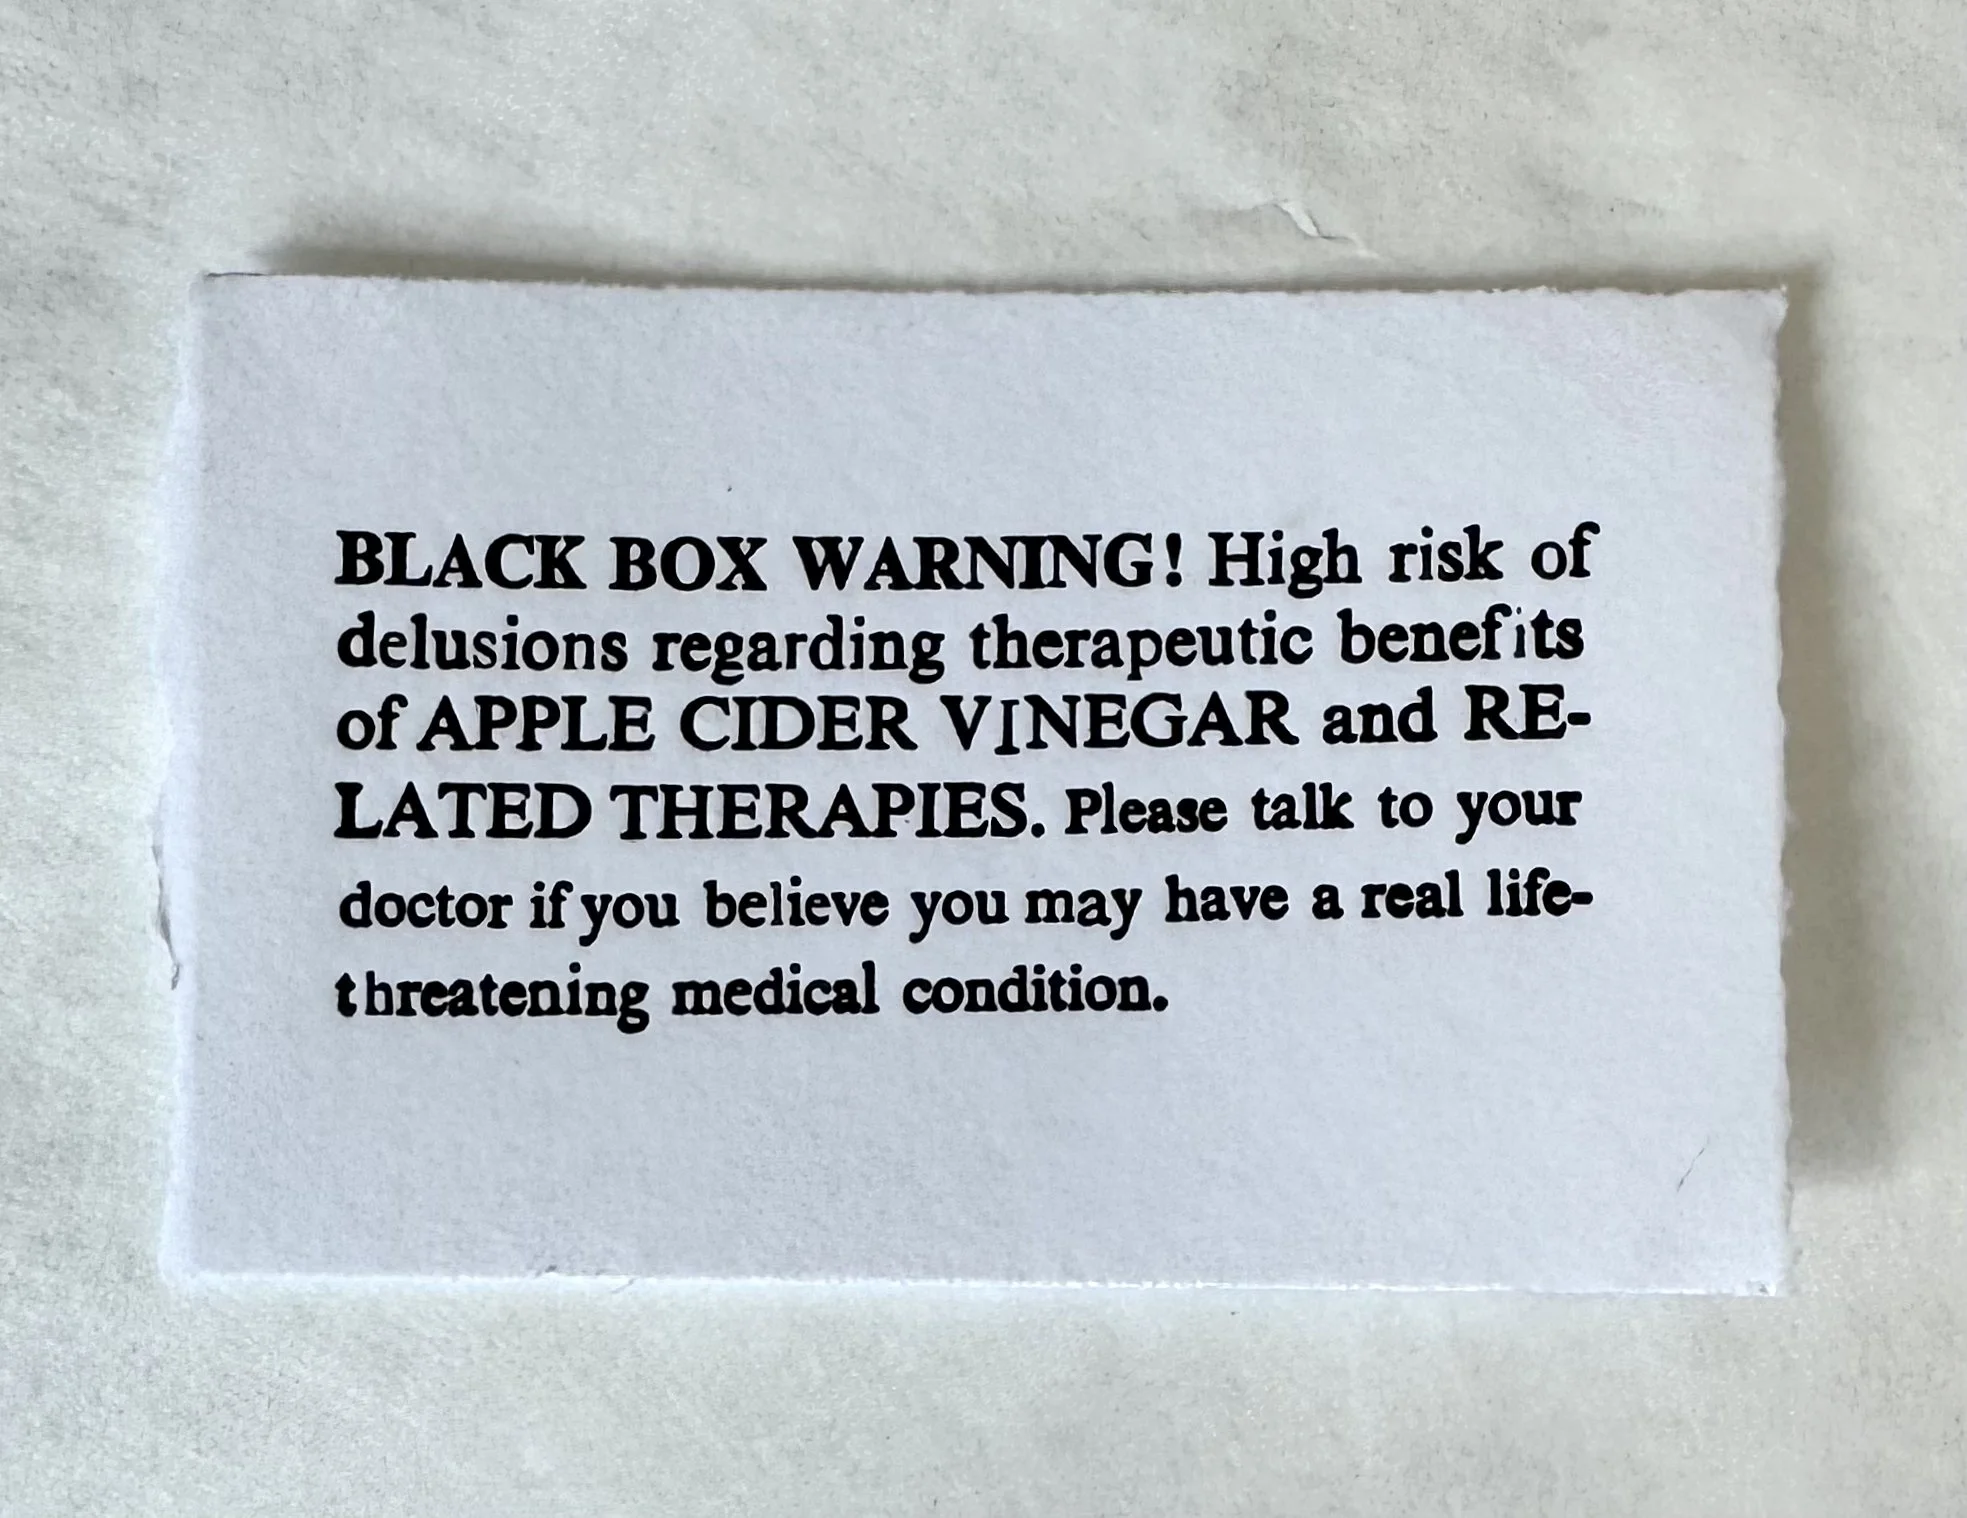 BLACK BOX WARNING! High risk of
delusions regarding therapeutic benefits
of APPLE CIDER VINEGAR and RE-
LATED THERAPIES. Please talk to your
doctor if you believe you may have a real life-
threatening medical condition.